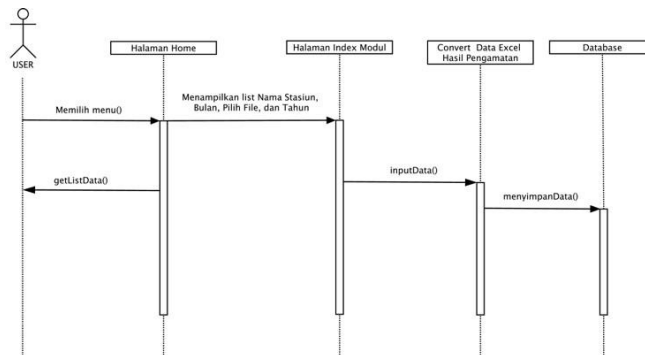 USER
Halaman Home
Halaman Index Modul
Convert Data Excel
Hasil Pengamatan
Database
Memilih menu()
Menampilkan list Nama Stasiun,
Bulan, Pilih File, dan Tahun
getListData()
inputData()
menyimpanData()